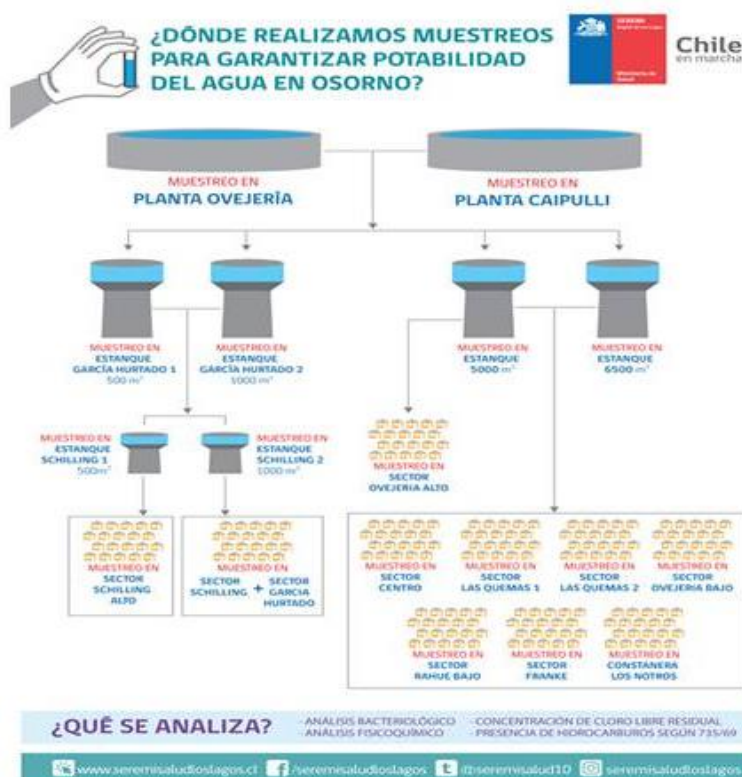 ¿DÓNDE REALIZAMOS MUESTREOS
PARA GARANTIZAR POTABILIDAD
DEL AGUA EN OSORNO?
SEREMI
Ministerio de
Salud
Chile
en marcha
MUESTREO EN
PLANTA OVEJERÍA
MUESTREO EN
PLANTA CAIPULLI
MUESTREO EN
ESTANQUE
GARCÍA HURTADO 1
500 m³
MUESTREO EN
ESTANQUE
GARCÍA HURTADO 2
1000 m³
MUESTREO EN
ESTANQUE
5000 m³
MUESTREO EN
ESTANQUE
6500 m³
MUESTREO EN
ESTANQUE
SCHILLING 1
500m³
MUESTREO EN
ESTANQUE
SCHILLING 2
1000 m³
MUESTREO EN
SECTOR
OVEJERIA ALTO
MUESTREO EN
SECTOR
SCHILLING
ALTO
MUESTREO EN
SECTOR
SCHILLING
+
SECTOR
GARCIA
HURTADO
MUESTREO EN
SECTOR
CENTRO
MUESTREO EN
SECTOR
LAS QUEMAS 1
MUESTREO EN
SECTOR
LAS QUEMAS 2
MUESTREO EN
SECTOR
OVEJERIA BAJO
MUESTREO EN
SECTOR
RAHUE BAJO
MUESTREO EN
SECTOR
FRANKE
MUESTREO EN
CONSTANERA
LOS NOTROS
¿QUÉ SE ANALIZA?
- ANÁLISIS BACTERIOLÓGICO
- ANÁLISIS FISICOQUÍMICO
- CONCENTRACIÓN DE CLORO LIBRE RESIDUAL
- PRESENCIA DE HIDROCARBUROS SEGÚN 735/69
www.seremisaludloslagos.cl
/seremisaludloslagos
@seremisalud10
seremisaludloslagos